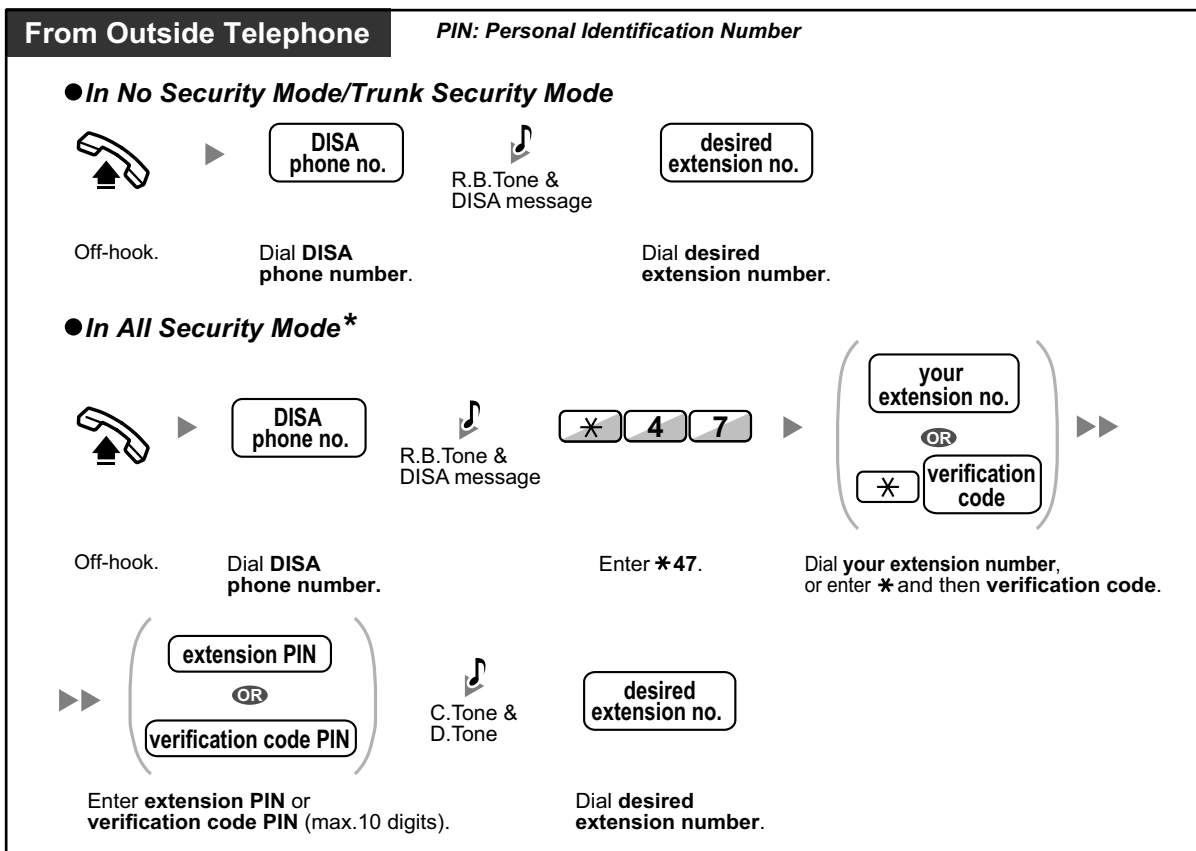 From Outside Telephone
PIN: Personal Identification Number
●In No Security Mode/Trunk Security Mode
DISA
phone no.
R.B.Tone &
DISA message
desired
extension no.
Off-hook.
Dial DISA
phone number.
Dial desired
extension number.
●In All Security Mode*
DISA
phone no.
R.B.Tone &
DISA message
* 4 7
your
extension no.
OR
* verification
code
Off-hook.
Dial DISA
phone number.
Enter *47.
Dial your extension number,
or enter * and then verification code.
extension PIN
OR
verification code PIN
C.Tone &
D.Tone
desired
extension no.
Enter extension PIN or
verification code PIN (max.10 digits).
Dial desired
extension number.